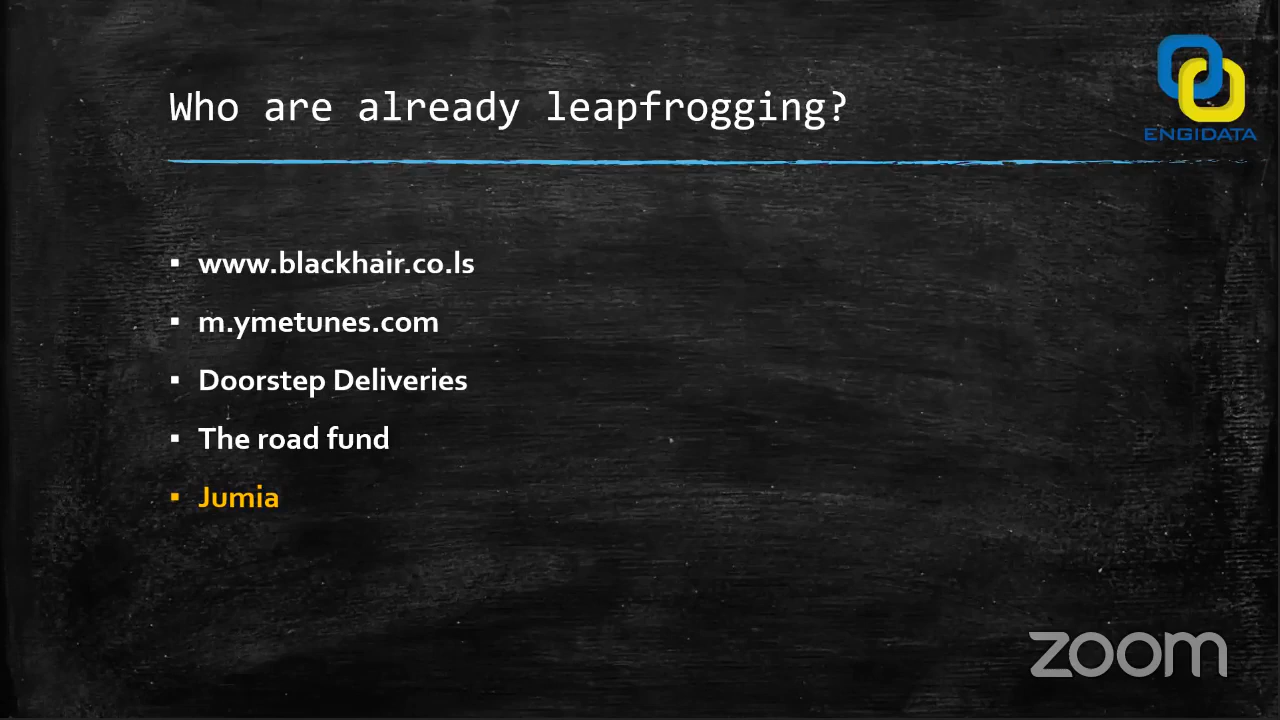 Who are already leapfrogging?
ENGIDATA
www.blackhair.co.ls
m.ymetunes.com
Doorstep Deliveries
The road fund
Jumia
zoom